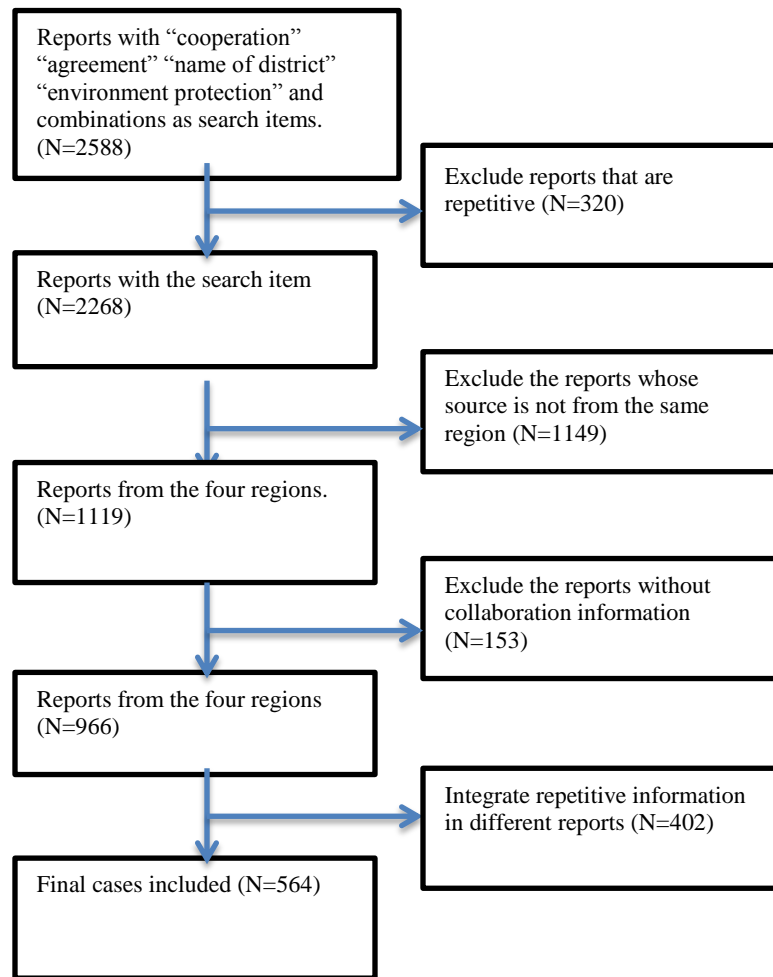 Reports with “cooperation”
“agreement” “name of district”
“environment protection” and
combinations as search items.
(N=2588)
Exclude reports that are
repetitive (N=320)
Reports with the search item
(N=2268)
Exclude the reports whose
source is not from the same
region (N=1149)
Reports from the four regions.
(N=1119)
Exclude the reports without
collaboration information
(N=153)
Reports from the four regions
(N=966)
Integrate repetitive information
in different reports (N=402)
Final cases included (N=564)